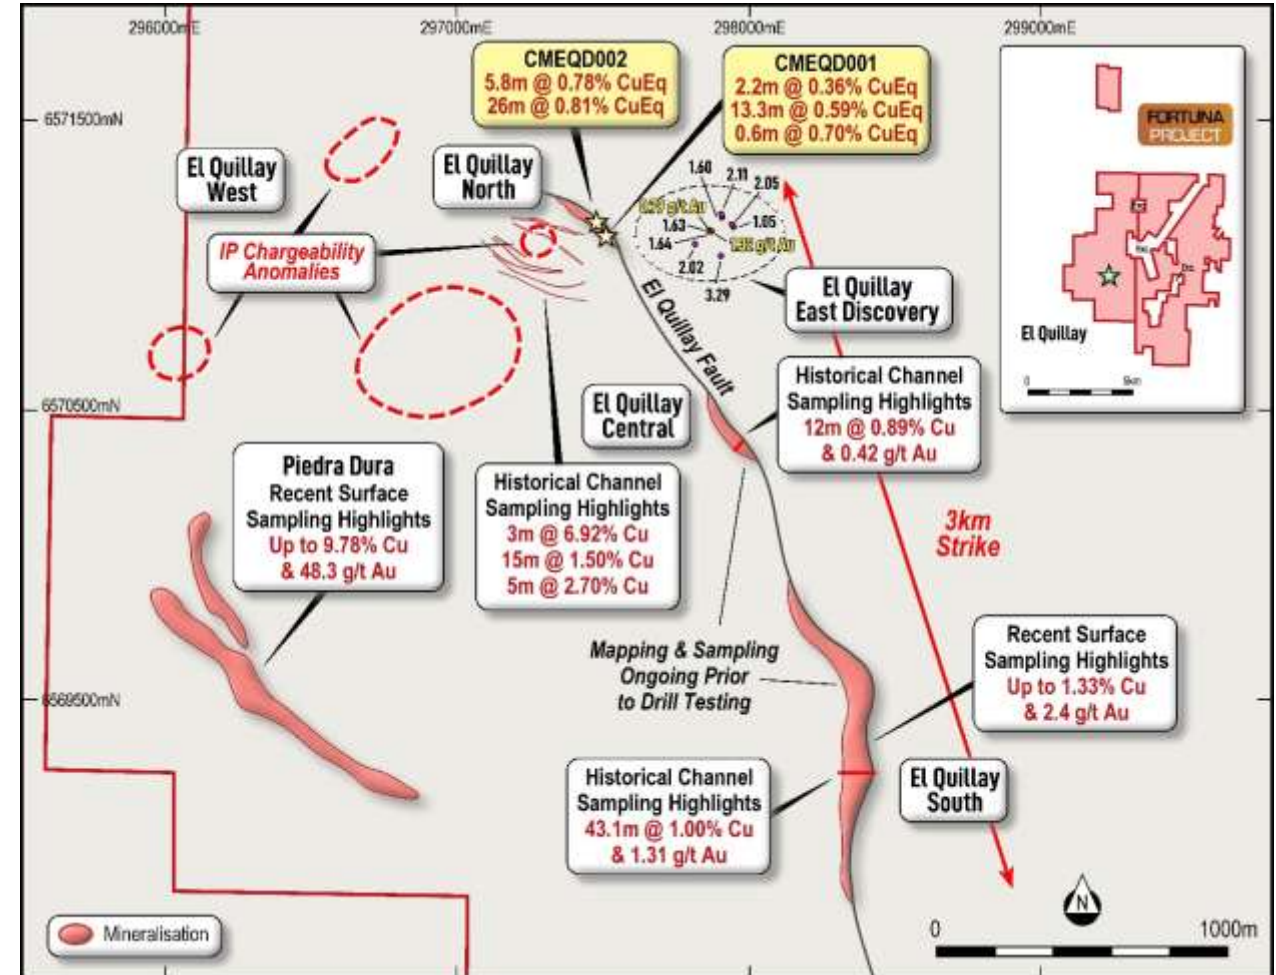 296000mE
297000mE
298000mE
299000mE
CMEQD002
5.8m @ 0.78% CuEq
26m @ 0.81% CuEq
CMEQD001
2.2m @ 0.36% CuEq
13.3m @ 0.59% CuEq
0.6m @ 0.70% CuEq
FORTUNA
PROJECT
6571500mN
El Quillay
West
El Quillay
North
1.60
2.11
2.05
1.63
1.05
1.64
2.02
3.29
IP Chargeability
Anomalies
El Quillay
East Discovery
El Quillay Fault
El Quillay
0
6570500mN
El Quillay
Central
Historical Channel
Sampling Highlights
12m @ 0.89% Cu
& 0.42 g/t Au
Piedra Dura
Recent Surface
Sampling Highlights
Up to 9.78% Cu
& 48.3 g/t Au
Historical Channel
Sampling Highlights
3m @ 6.92% Cu
15m @ 1.50% Cu
5m @ 2.70% Cu
3km
Strike
Mapping & Sampling
Ongoing Prior
to Drill Testing
Recent Surface
Sampling Highlights
Up to 1.33% Cu
& 2.4 g/t Au
6569500mN
Historical Channel
Sampling Highlights
43.1m @ 1.00% Cu
& 1.31 g/t Au
El Quillay
South
N
Mineralisation
0
1000m